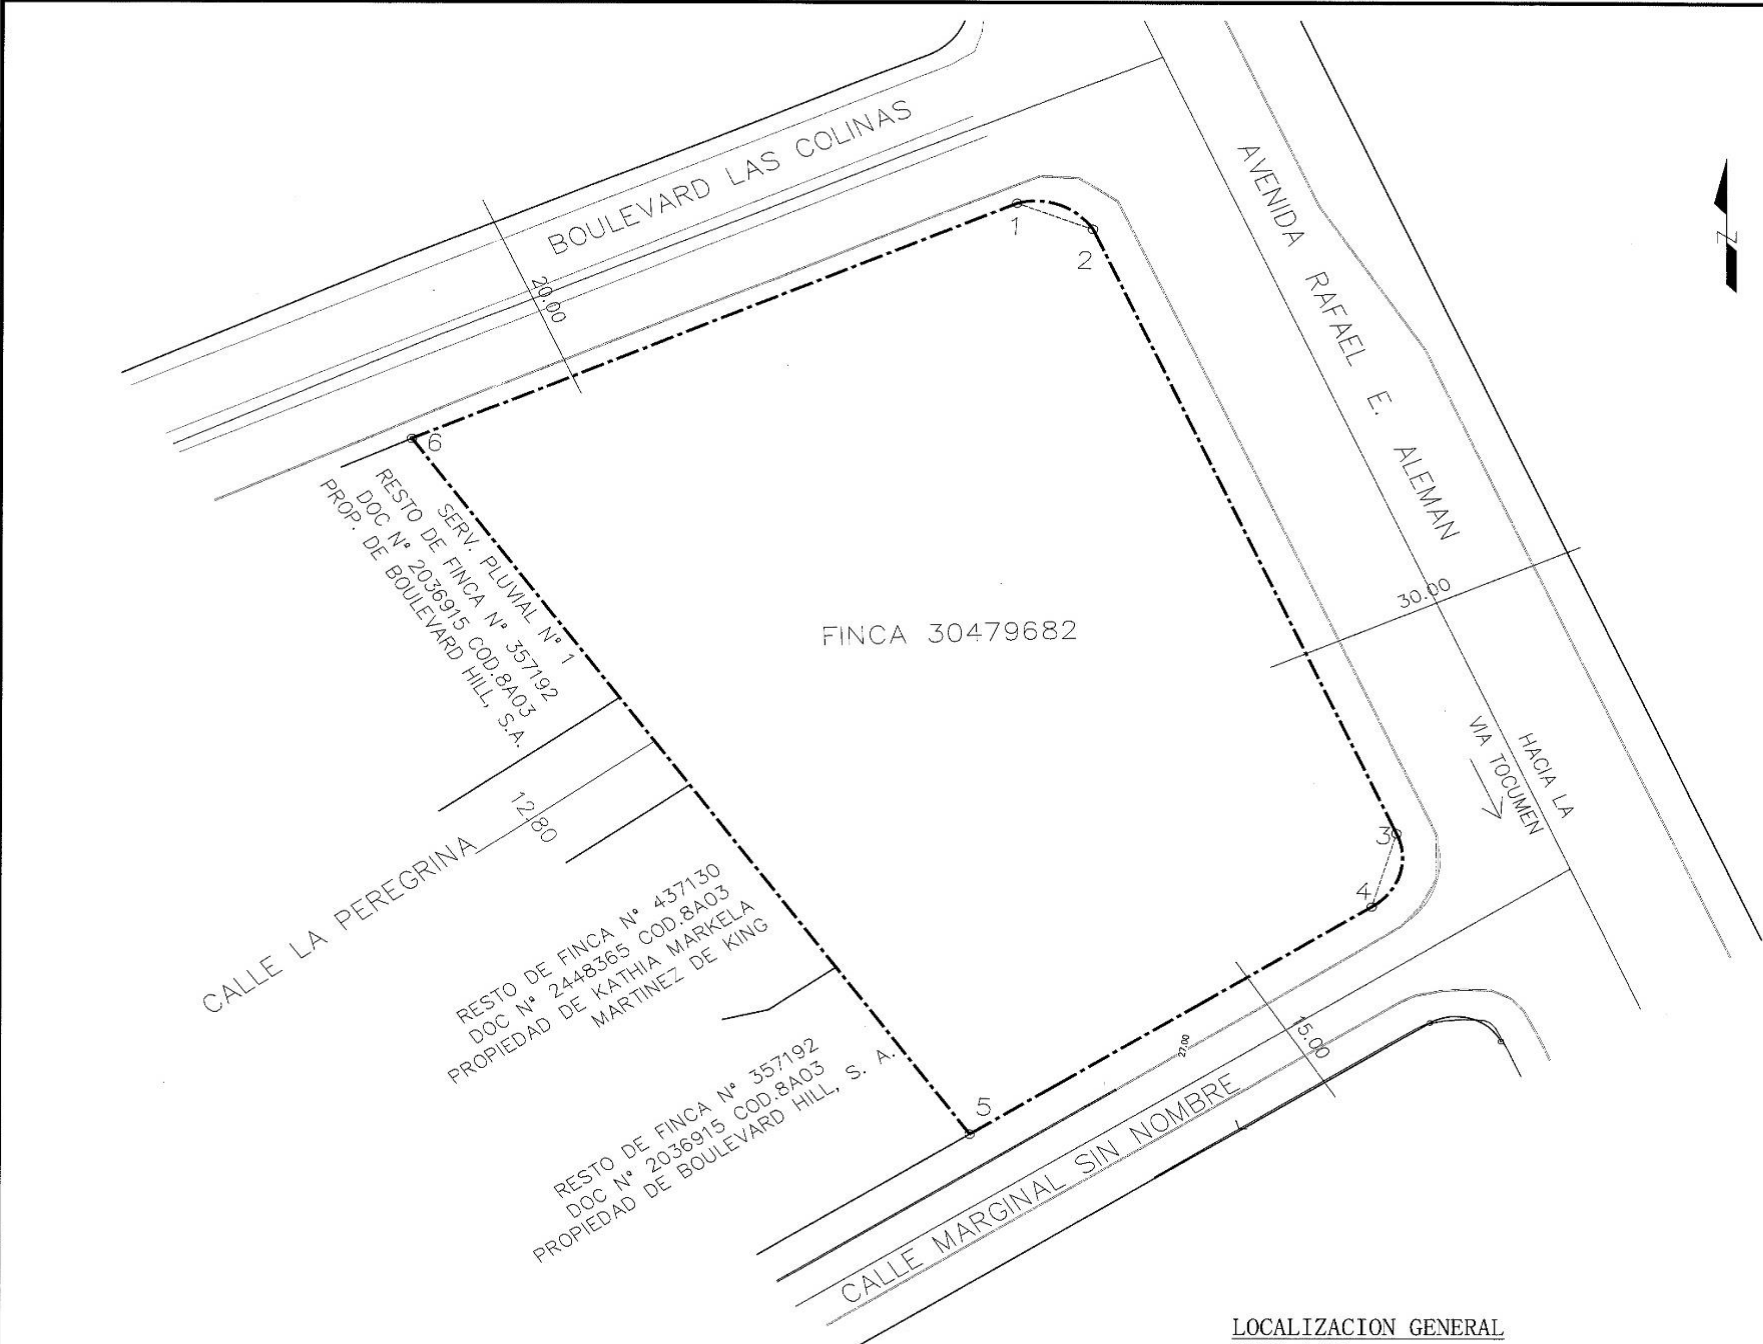 BOULEVARD LAS COLINAS
20.00
1
2
AVENIDA RAFAEL E. ALEMAN
N
6
SERV. PLUVIAL N° 1
RESTO DE FINCA N° 357192
DOC N° 2036915 COD.8A03
PROP. DE BOULEVARD HILL, S.A.
FINCA 30479682
30.00
HACIA LA
VIA TOCUMEN
12.80
CALLE LA PEREGRINA
3
4
RESTO DE FINCA N° 437130
DOC N° 2448365 COD.8A03
PROPIEDAD DE KATHIA MARKELA
MARTINEZ DE KING
5
27.00
15.00
RESTO DE FINCA N° 357192
DOC N° 2036915 COD.8A03
PROPIEDAD DE BOULEVARD HILL, S. A.
CALLE MARGINAL SIN NOMBRE
LOCALIZACION GENERAL